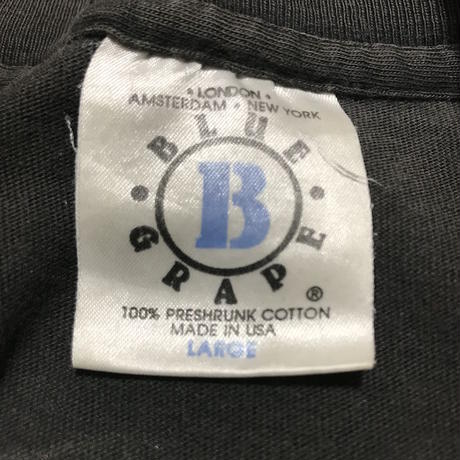 • LONDON •
AMSTERDAM • NEW YORK
• BLUE •
B
GRAPE
®
100% PRESHRUNK COTTON
MADE IN USA
LARGE